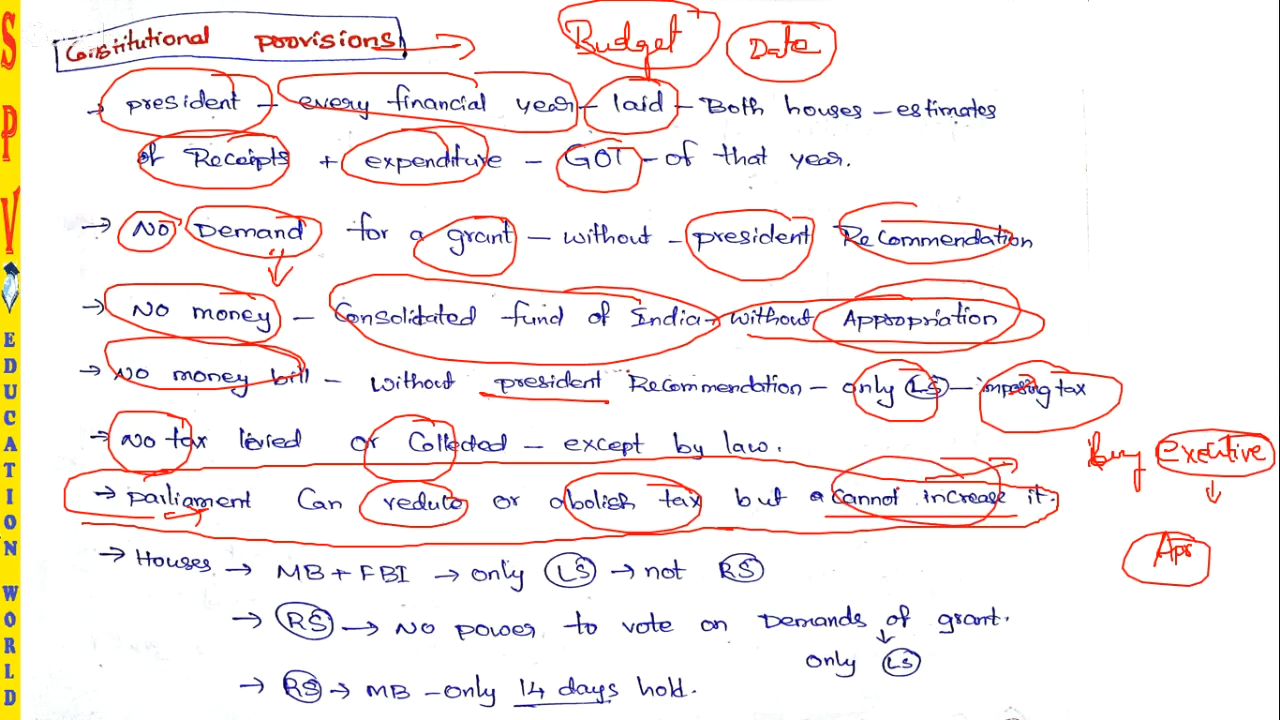 SPV EDUCATION WORLD
Constitutional provisions → Budget Date
→ president - every financial year - laid - Both houses - estimates
of Receipts + expenditure - GOI - of that year.
→ No Demand for a grant - without - president Recommendation
→ No money - Consolidated fund of India - without Appropriation
→ No money bill - without president Recommendation - only LS - imposing tax
→ No tax levied or Collected - except by law.
By executive
→ parliament Can reduce or abolish tax but cannot increase it.
Apr
→ Houses → MB + FBI → only LS → not RS
→ RS → No power to vote on Demands of grant.
only LS
→ RS → MB - only 14 days hold.